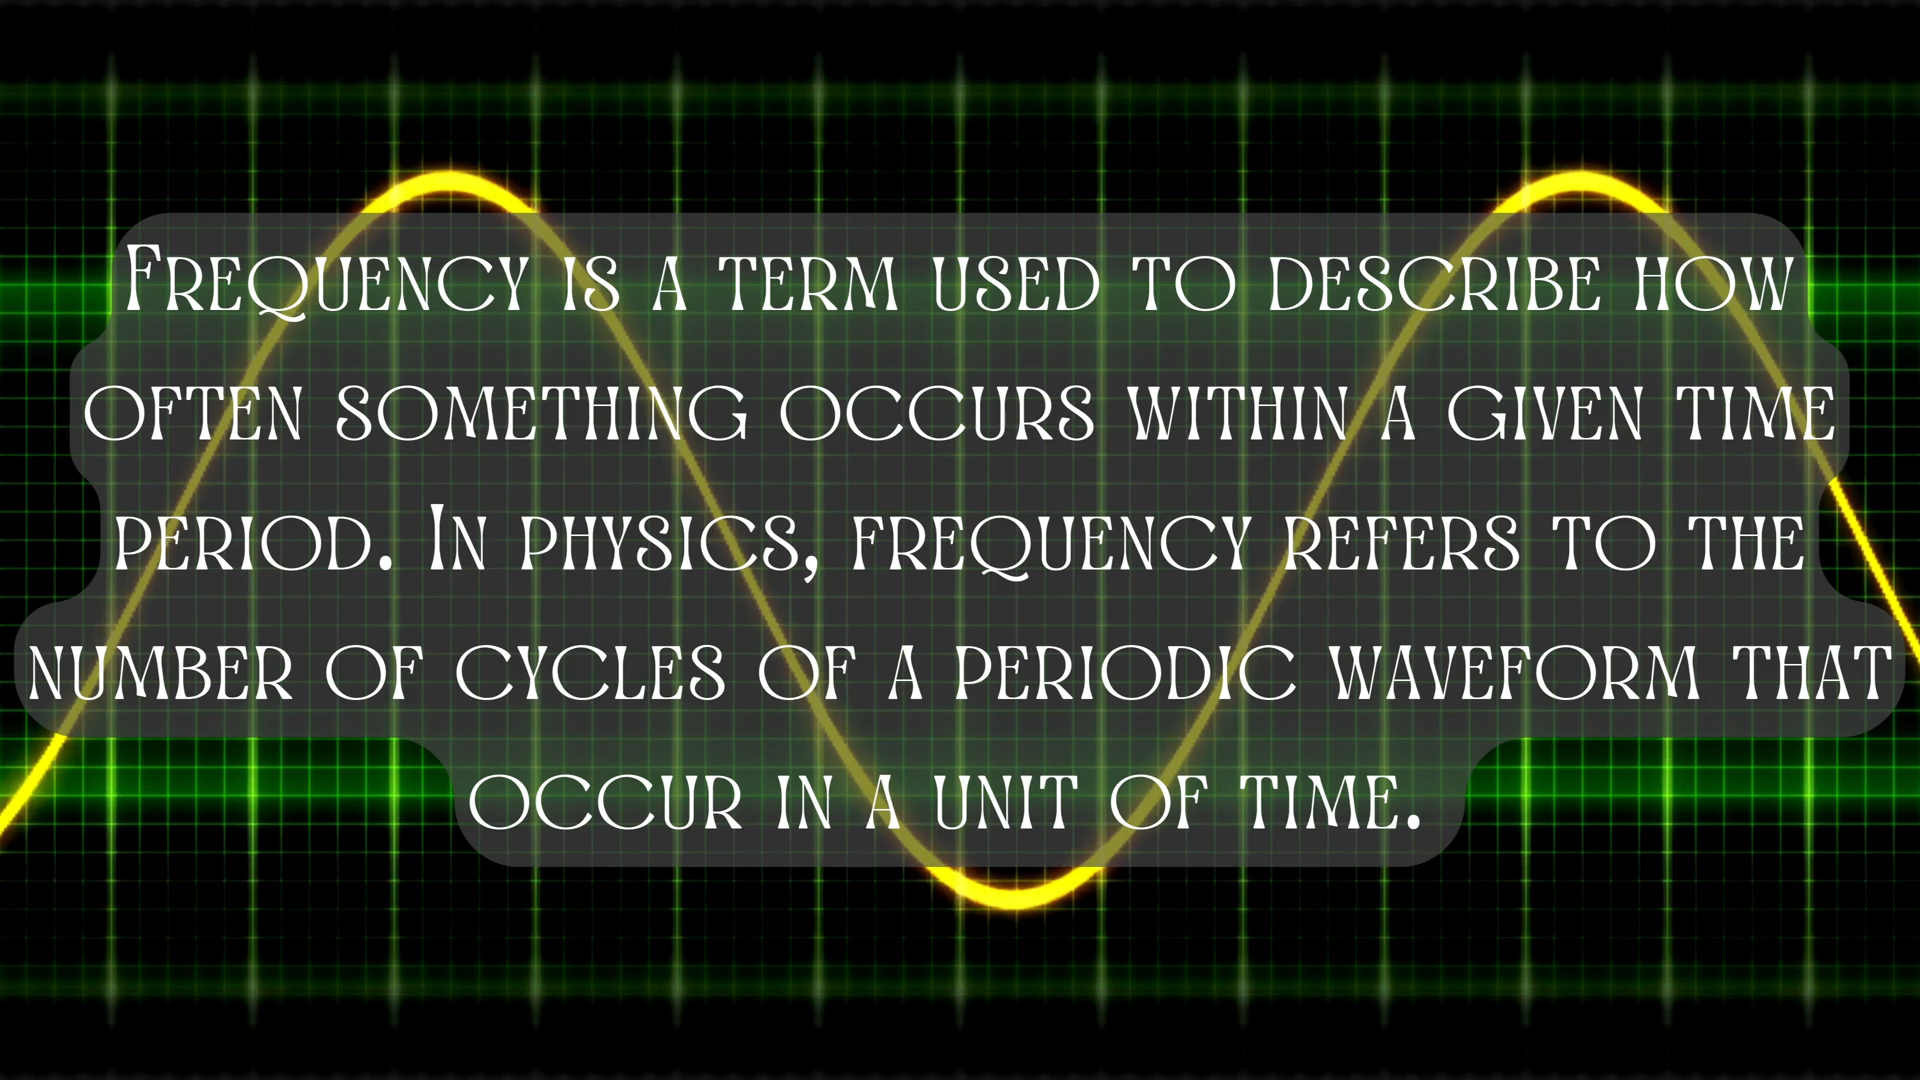 Frequency is a term used to describe how
often something occurs within a given time
period. In physics, frequency refers to the
number of cycles of a periodic waveform that
occur in a unit of time.